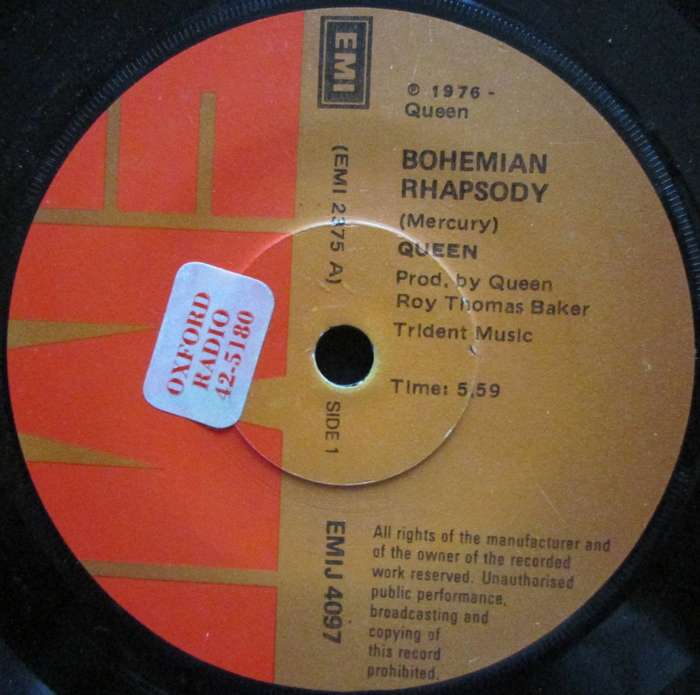 EMI
℗ 1976 -
Queen
(EMI 2375 A)
BOHEMIAN
RHAPSODY
(Mercury)
QUEEN
Prod. by Queen
Roy Thomas Baker
Trident Music
Time: 5,59
OXFORD
RADIO
42-5180
SIDE 1
EMIJ 4097
All rights of the manufacturer and
of the owner of the recorded
work reserved. Unauthorised
public performance,
broadcasting and
copying of
this record
prohibited.